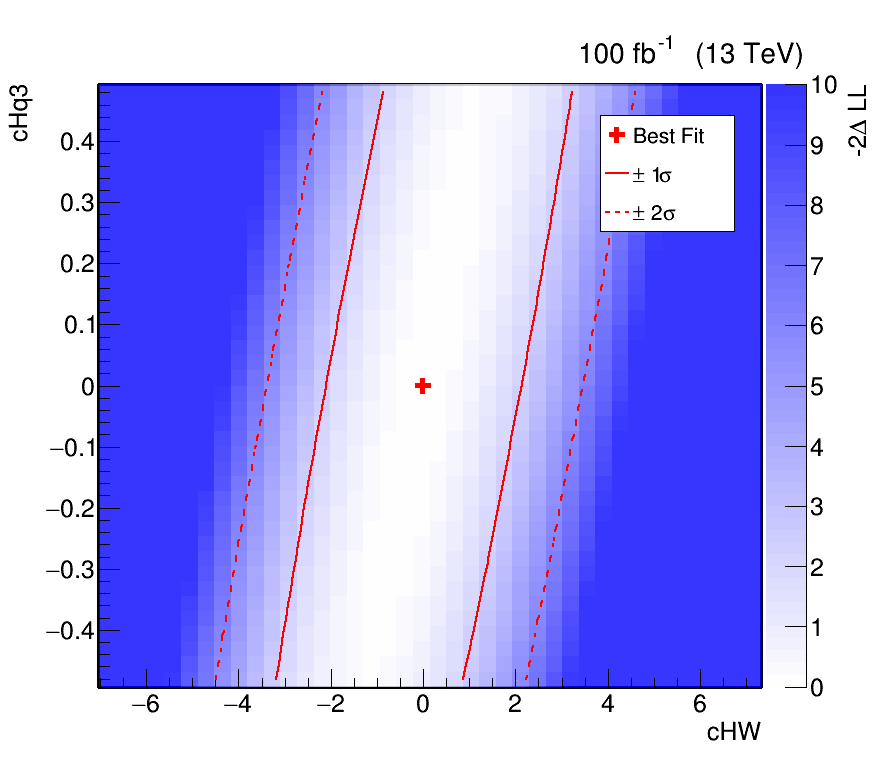 100 fb⁻¹ (13 TeV)
cHq3
-2Δ LL
Best Fit
± 1σ
± 2σ
0.4
0.3
0.2
0.1
0
−0.1
−0.2
−0.3
−0.4
10
9
8
7
6
5
4
3
2
1
0
−6 −4 −2 0 2 4 6
cHW